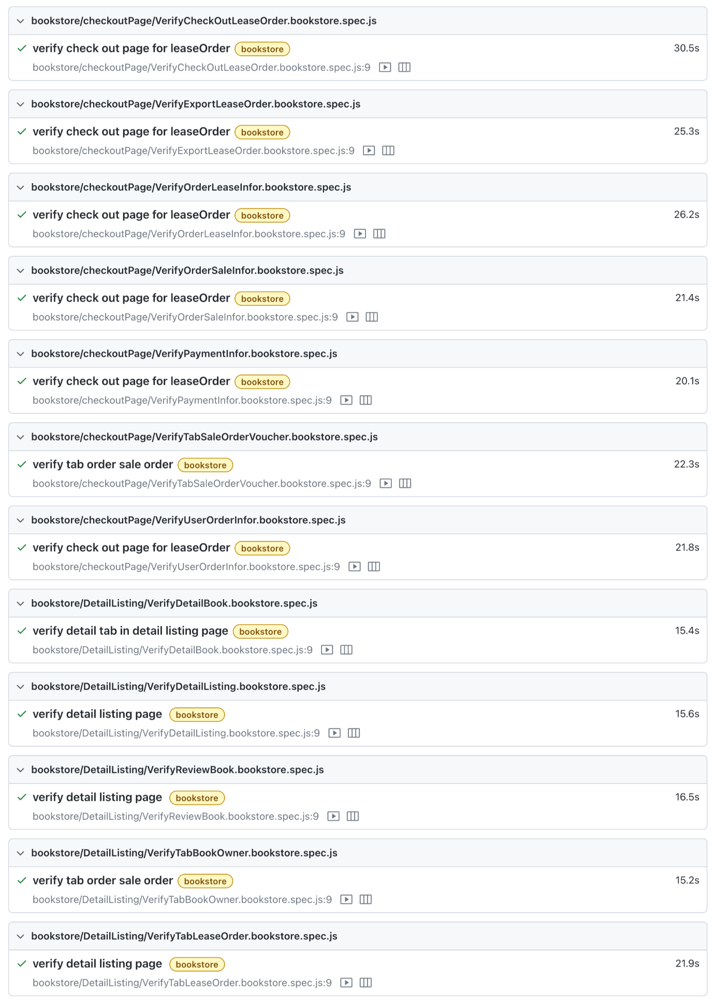 bookstore/checkoutPage/VerifyCheckOutLeaseOrder.bookstore.spec.js
verify check out page for leaseOrder bookstore 30.5s
bookstore/checkoutPage/VerifyCheckOutLeaseOrder.bookstore.spec.js:9
bookstore/checkoutPage/VerifyExportLeaseOrder.bookstore.spec.js
verify check out page for leaseOrder bookstore 25.3s
bookstore/checkoutPage/VerifyExportLeaseOrder.bookstore.spec.js:9
bookstore/checkoutPage/VerifyOrderLeaseInfor.bookstore.spec.js
verify check out page for leaseOrder bookstore 26.2s
bookstore/checkoutPage/VerifyOrderLeaseInfor.bookstore.spec.js:9
bookstore/checkoutPage/VerifyOrderSaleInfor.bookstore.spec.js
verify check out page for leaseOrder bookstore 21.4s
bookstore/checkoutPage/VerifyOrderSaleInfor.bookstore.spec.js:9
bookstore/checkoutPage/VerifyPaymentInfor.bookstore.spec.js
verify check out page for leaseOrder bookstore 20.1s
bookstore/checkoutPage/VerifyPaymentInfor.bookstore.spec.js:9
bookstore/checkoutPage/VerifyTabSaleOrderVoucher.bookstore.spec.js
verify tab order sale order bookstore 22.3s
bookstore/checkoutPage/VerifyTabSaleOrderVoucher.bookstore.spec.js:9
bookstore/checkoutPage/VerifyUserOrderInfor.bookstore.spec.js
verify check out page for leaseOrder bookstore 21.8s
bookstore/checkoutPage/VerifyUserOrderInfor.bookstore.spec.js:9
bookstore/DetailListing/VerifyDetailBook.bookstore.spec.js
verify detail tab in detail listing page bookstore 15.4s
bookstore/DetailListing/VerifyDetailBook.bookstore.spec.js:9
bookstore/DetailListing/VerifyDetailListing.bookstore.spec.js
verify detail listing page bookstore 15.6s
bookstore/DetailListing/VerifyDetailListing.bookstore.spec.js:9
bookstore/DetailListing/VerifyReviewBook.bookstore.spec.js
verify detail listing page bookstore 16.5s
bookstore/DetailListing/VerifyReviewBook.bookstore.spec.js:9
bookstore/DetailListing/VerifyTabBookOwner.bookstore.spec.js
verify tab order sale order bookstore 15.2s
bookstore/DetailListing/VerifyTabBookOwner.bookstore.spec.js:9
bookstore/DetailListing/VerifyTabLeaseOrder.bookstore.spec.js
verify detail listing page bookstore 21.9s
bookstore/DetailListing/VerifyTabLeaseOrder.bookstore.spec.js:9